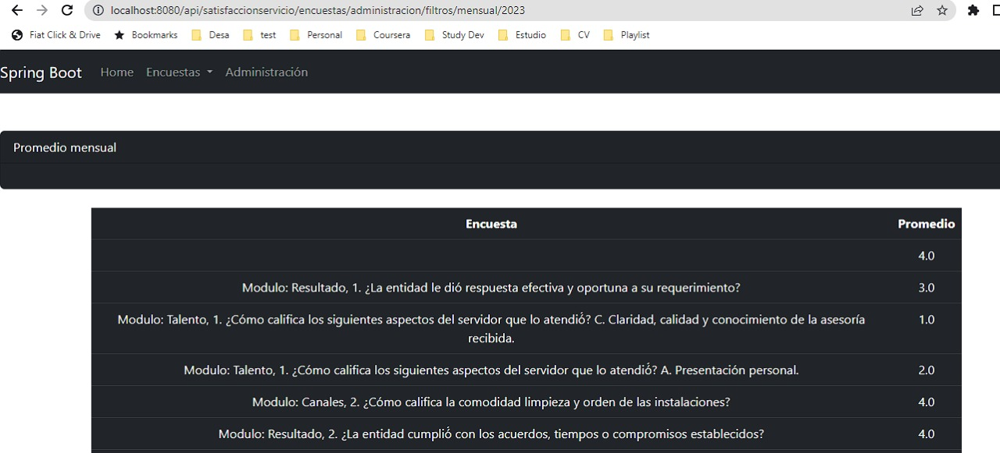 localhost:8080/api/satisfaccionservicio/encuestas/administracion/filtros/mensual/2023
Fiat Click & Drive Bookmarks Desa test Personal Coursera Study Dev Estudio CV Playlist
Spring Boot Home Encuestas Administración
Promedio mensual
Encuesta Promedio
4.0
Modulo: Resultado, 1. ¿La entidad le dió respuesta efectiva y oportuna a su requerimiento? 3.0
Modulo: Talento, 1. ¿Cómo califica los siguientes aspectos del servidor que lo atendió? C. Claridad, calidad y conocimiento de la asesoría 1.0
recibida.
Modulo: Talento, 1. ¿Cómo califica los siguientes aspectos del servidor que lo atendió? A. Presentación personal. 2.0
Modulo: Canales, 2. ¿Cómo califica la comodidad limpieza y orden de las instalaciones? 4.0
Modulo: Resultado, 2. ¿La entidad cumplió con los acuerdos, tiempos o compromisos establecidos? 4.0